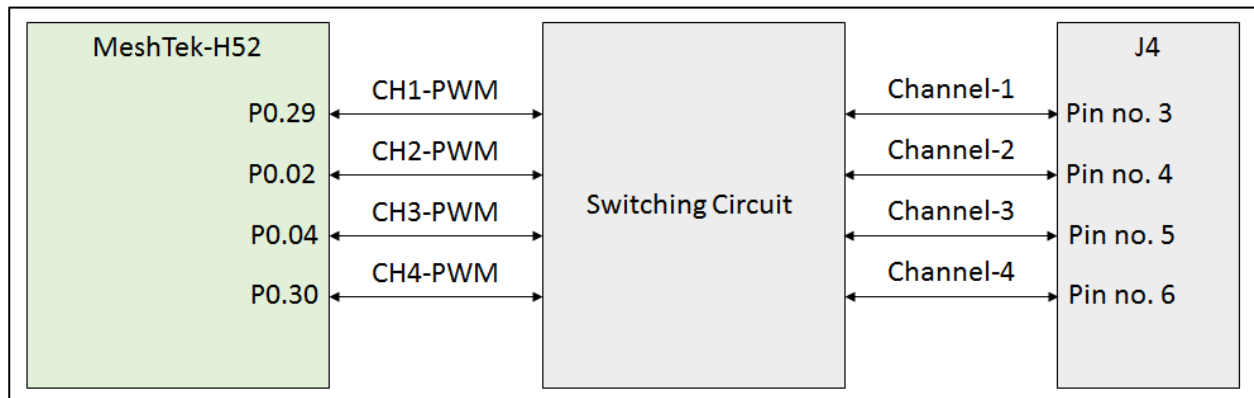 MeshTek-H52
J4
P0.29
CH1-PWM
Channel-1
Pin no. 3
P0.02
CH2-PWM
Channel-2
Pin no. 4
P0.04
CH3-PWM
Switching Circuit
Channel-3
Pin no. 5
P0.30
CH4-PWM
Channel-4
Pin no. 6